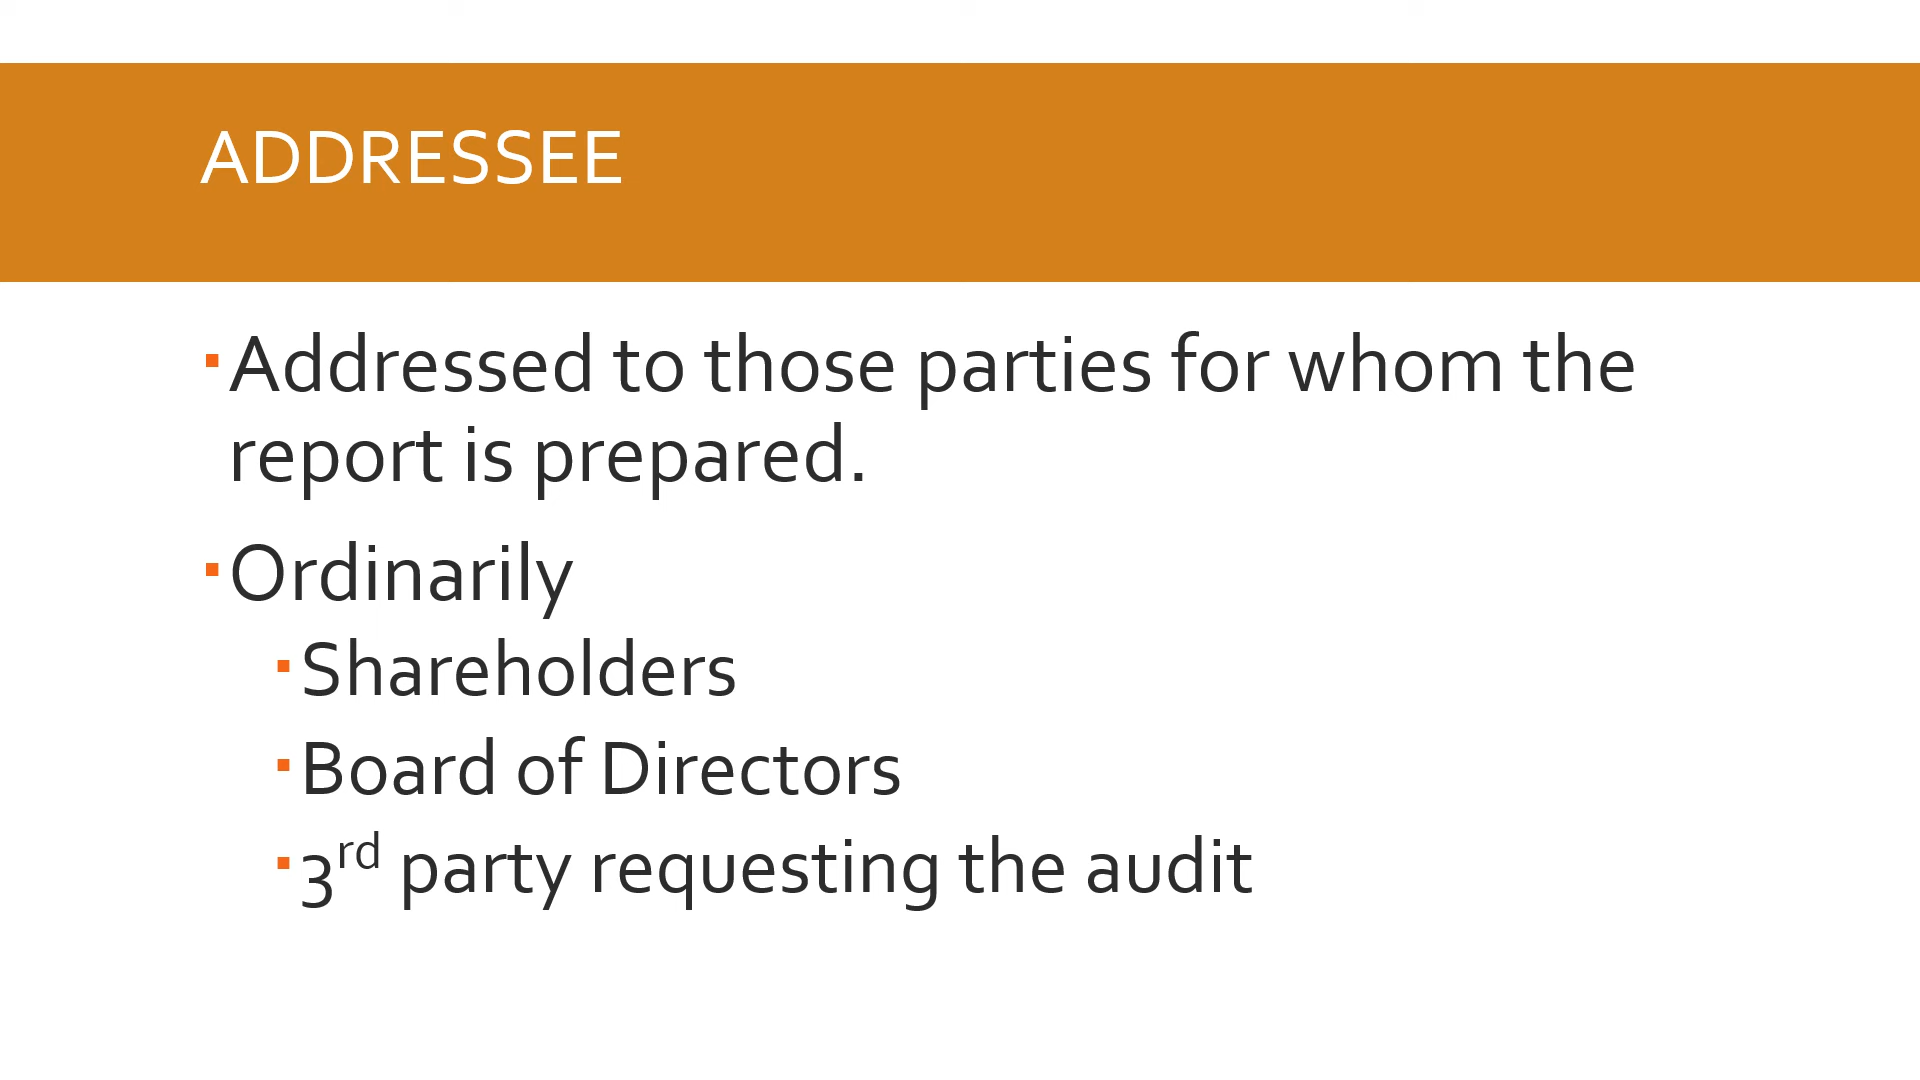 ADDRESSEE
Addressed to those parties for whom the
report is prepared.
Ordinarily
Shareholders
Board of Directors
3rd party requesting the audit